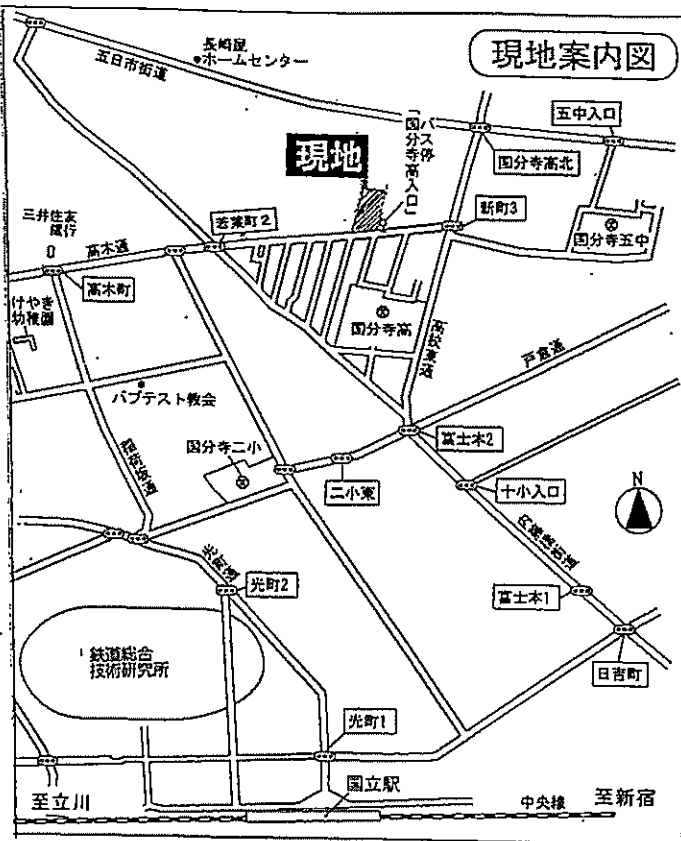 現地案内図
長崎屋
ホームセンター
五日市街道
五中入口
バス停
「国分寺高入口」
国分寺高北
現地
新町3
国分寺五中
若葉町2
三井住友
銀行
高木通
高木町
けやき
幼稚園
国分寺高
高校東通
戸倉通
バプテスト教会
富士本2
国分寺二小
二小東
十小入口
N
光町2
富士本1
鉄道総合
技術研究所
日吉町
光町1
国立駅
至立川
中央線
至新宿